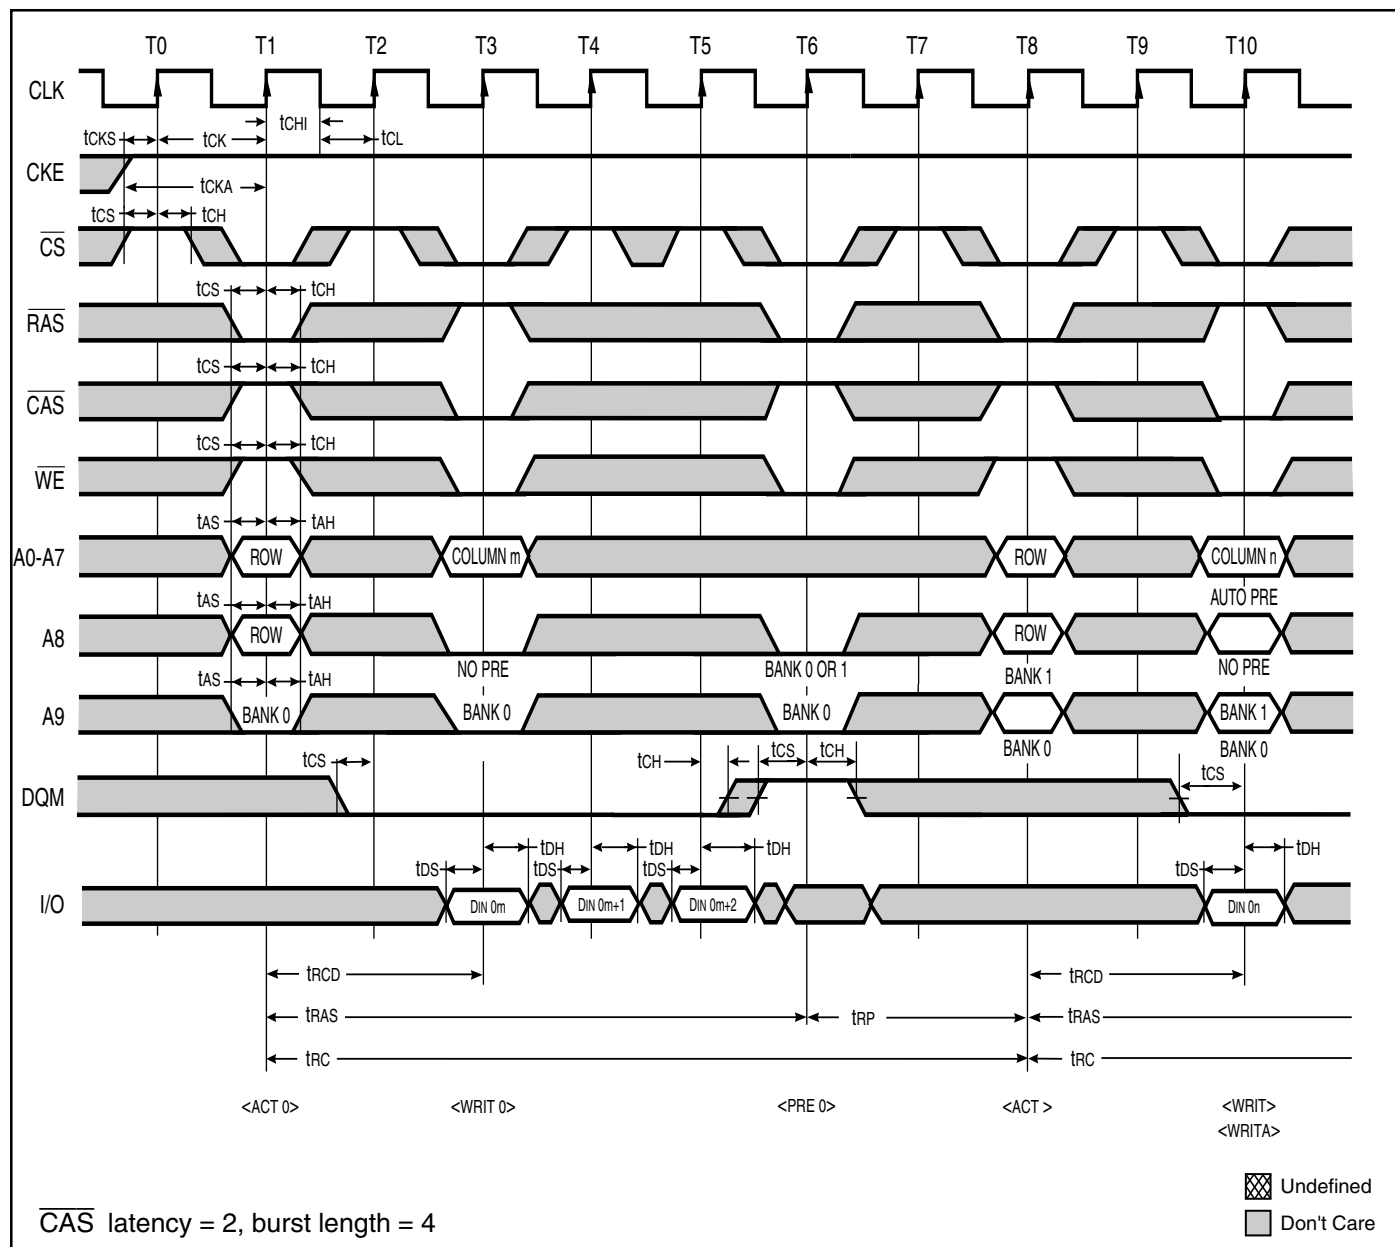 T0 T1 T2 T3 T4 T5 T6 T7 T8 T9 T10
CLK
tCHI
tCKS tCK tCL
CKE
tCKA
tCS tCH
CS
tCS tCH
RAS
tCS tCH
CAS
tCS tCH
WE
tAS tAH
A0-A7 ROW COLUMN m ROW COLUMN n
tAS tAH AUTO PRE
A8 ROW ROW
NO PRE BANK 0 OR 1 BANK 1 NO PRE
tAS tAH
A9 BANK 0 BANK 0 BANK 0 BANK 1
BANK 0 BANK 0
tCS tCH tCS tCH tCS
DQM
tDH tDH tDH tDH
tDS tDS tDS tDS
I/O DIN 0m DIN 0m+1 DIN 0m+2 DIN 0n
tRCD tRCD
tRAS tRP tRAS
tRC tRC
<ACT 0> <WRIT 0> <PRE 0> <ACT > <WRIT>
<WRITA>
Undefined
CAS latency = 2, burst length = 4 Don't Care